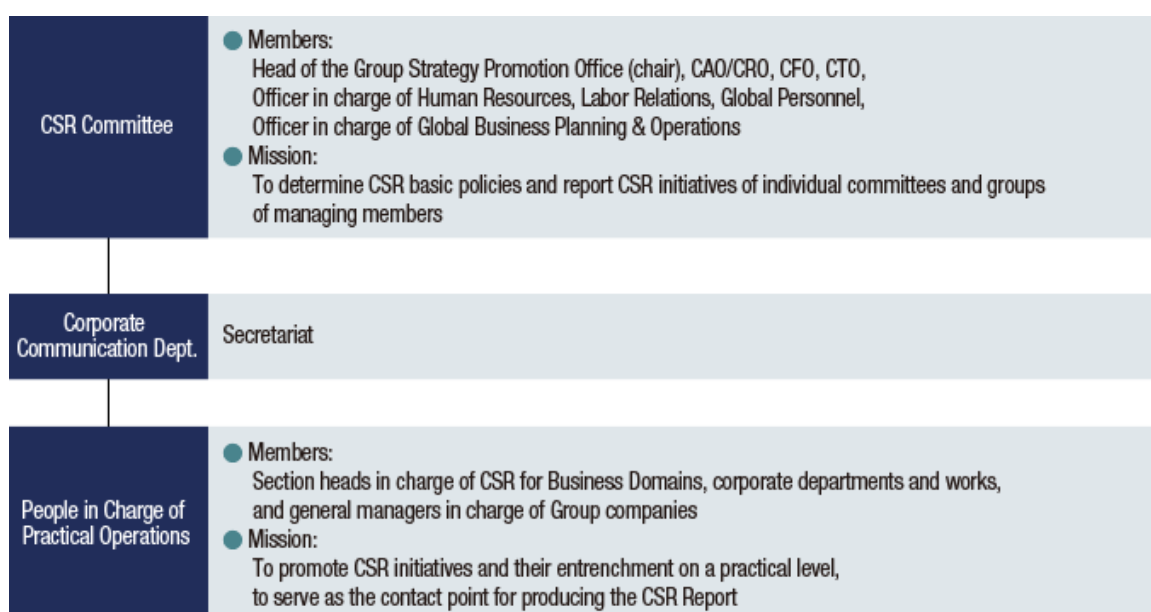 CSR Committee
● Members:
Head of the Group Strategy Promotion Office (chair), CAO/CRO, CFO, CTO,
Officer in charge of Human Resources, Labor Relations, Global Personnel,
Officer in charge of Global Business Planning & Operations
● Mission:
To determine CSR basic policies and report CSR initiatives of individual committees and groups
of managing members
Corporate
Communication Dept.
Secretariat
People in Charge of
Practical Operations
● Members:
Section heads in charge of CSR for Business Domains, corporate departments and works,
and general managers in charge of Group companies
● Mission:
To promote CSR initiatives and their entrenchment on a practical level,
to serve as the contact point for producing the CSR Report